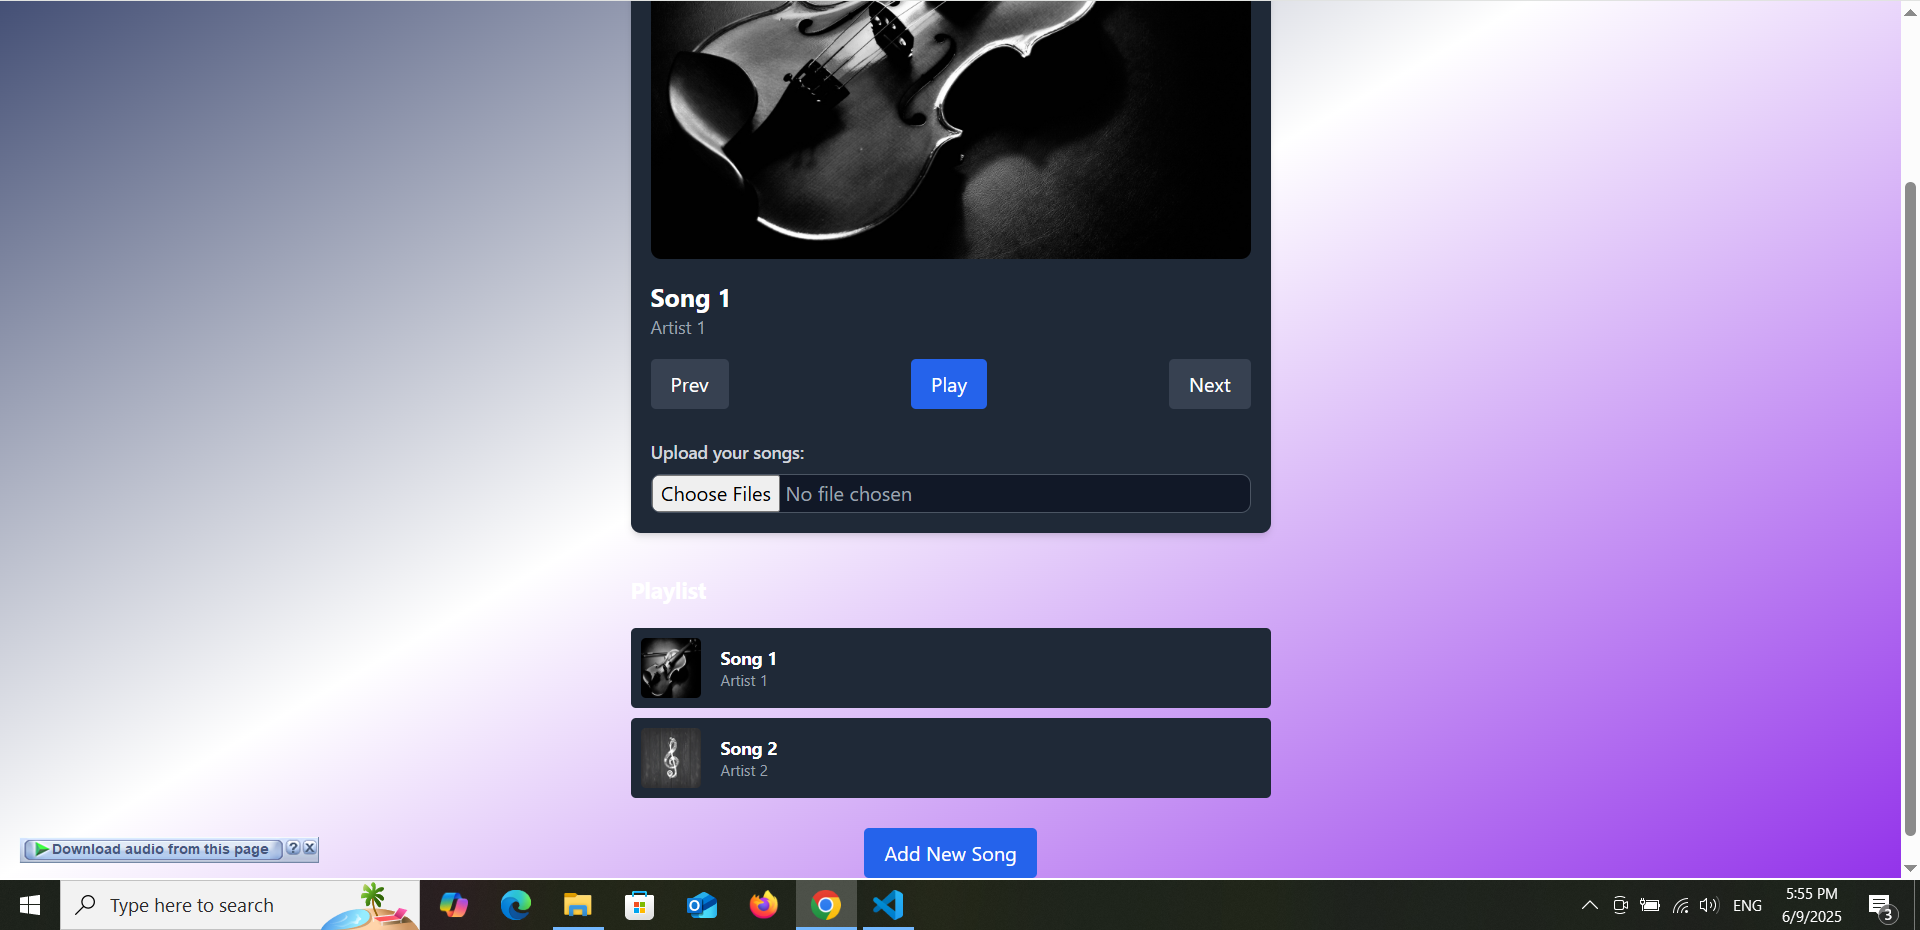 Song 1
Artist 1
Prev
Play
Next
Upload your songs:
Choose Files No file chosen
Playlist
Song 1
Artist 1
Song 2
Artist 2
Download audio from this page ? X
Add New Song
Type here to search
ENG
5:55 PM
6/9/2025
3